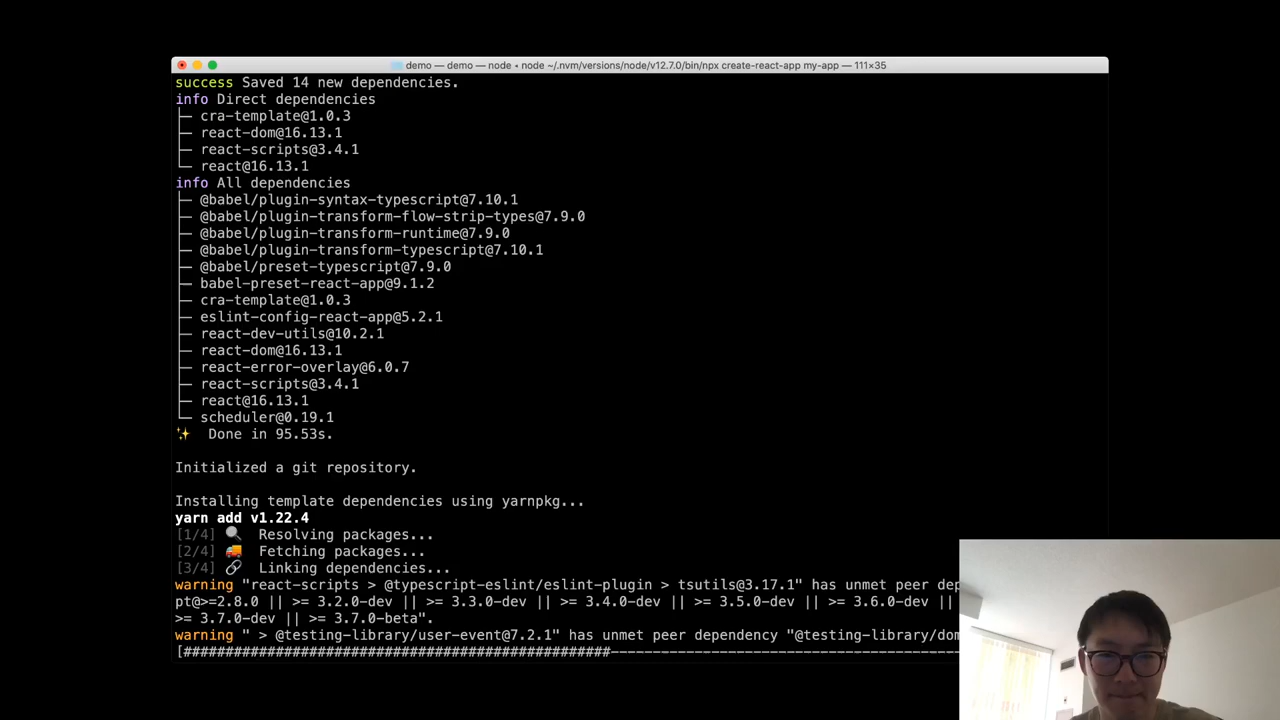 demo — demo — node ◂ node ~/.nvm/versions/node/v12.7.0/bin/npx create-react-app my-app — 111×35
success Saved 14 new dependencies.
info Direct dependencies
├─ cra-template@1.0.3
├─ react-dom@16.13.1
├─ react-scripts@3.4.1
└─ react@16.13.1
info All dependencies
├─ @babel/plugin-syntax-typescript@7.10.1
├─ @babel/plugin-transform-flow-strip-types@7.9.0
├─ @babel/plugin-transform-runtime@7.9.0
├─ @babel/plugin-transform-typescript@7.10.1
├─ @babel/preset-typescript@7.9.0
├─ babel-preset-react-app@9.1.2
├─ cra-template@1.0.3
├─ eslint-config-react-app@5.2.1
├─ react-dev-utils@10.2.1
├─ react-dom@16.13.1
├─ react-error-overlay@6.0.7
├─ react-scripts@3.4.1
├─ react@16.13.1
└─ scheduler@0.19.1
✨ Done in 95.53s.
Initialized a git repository.
Installing template dependencies using yarnpkg...
yarn add v1.22.4
[1/4] 🔍 Resolving packages...
[2/4] 🚚 Fetching packages...
[3/4] 🔗 Linking dependencies...
warning "react-scripts > @typescript-eslint/eslint-plugin > tsutils@3.17.1" has unmet peer dep
pt@>=2.8.0 || >= 3.2.0-dev || >= 3.3.0-dev || >= 3.4.0-dev || >= 3.5.0-dev || >= 3.6.0-dev ||
>= 3.7.0-dev || >= 3.7.0-beta".
warning " > @testing-library/user-event@7.2.1" has unmet peer dependency "@testing-library/dom
[###################################################------------------------------------------